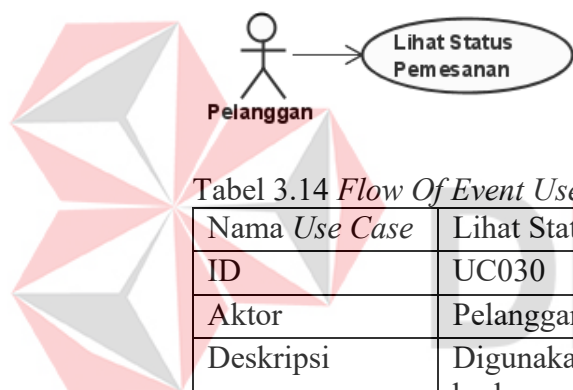 Lihat Status
Pemesanan
Pelanggan
Tabel 3.14 Flow Of Event Use
Nama Use Case Lihat Stat
ID UC030
Aktor Pelanggan
Deskripsi Digunaka